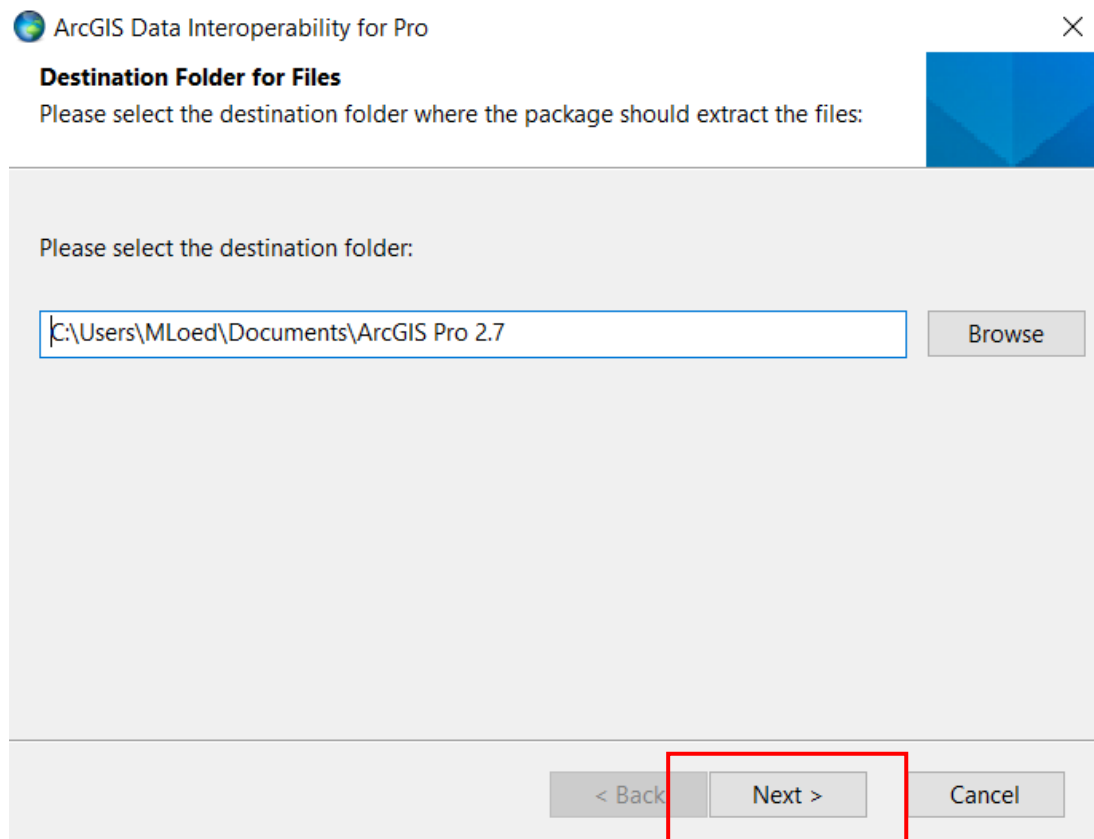 ArcGIS Data Interoperability for Pro
Destination Folder for Files
Please select the destination folder where the package should extract the files:
Please select the destination folder:
C:\Users\MLoed\Documents\ArcGIS Pro 2.7
Browse
< Back
Next >
Cancel